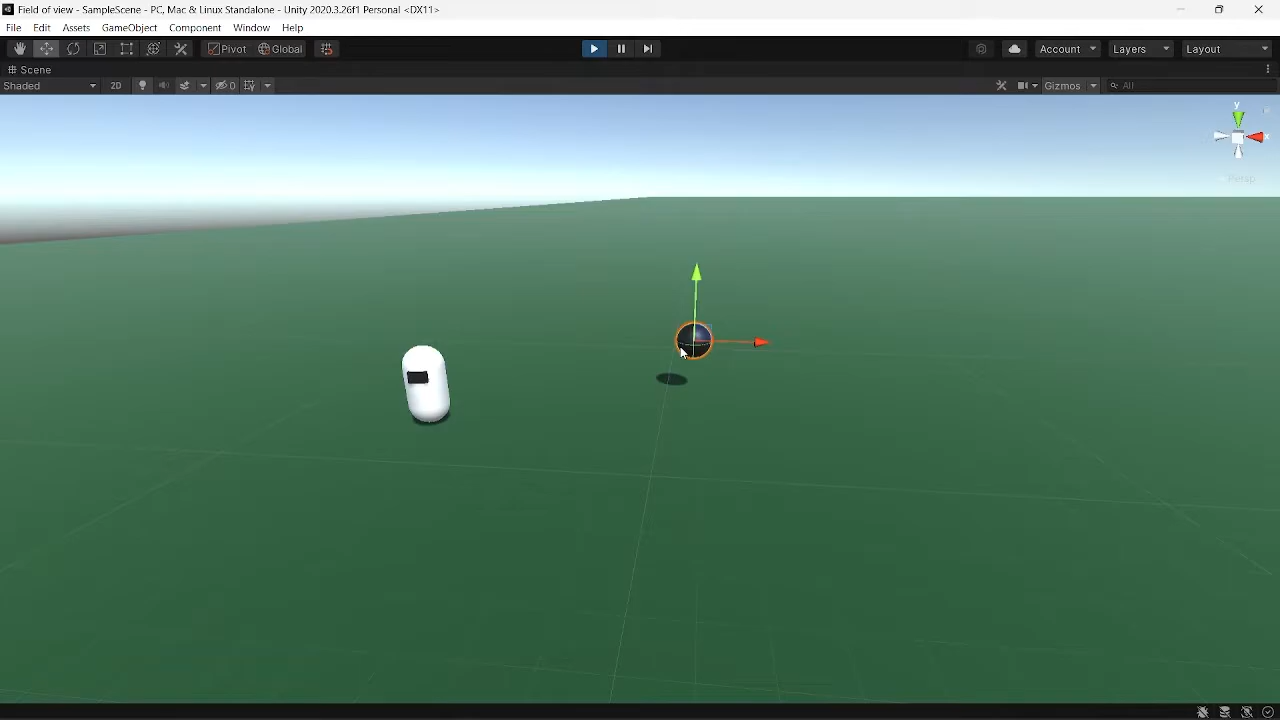 Field of view - SampleScene - PC, Mac & Linux Standalone - Unity 2020.3.26f1 Personal <DX11>
File Edit Assets GameObject Component Window Help
Pivot Global Account Layers Layout
Scene
Shaded 2D 0 Gizmos All
y
x
Persp